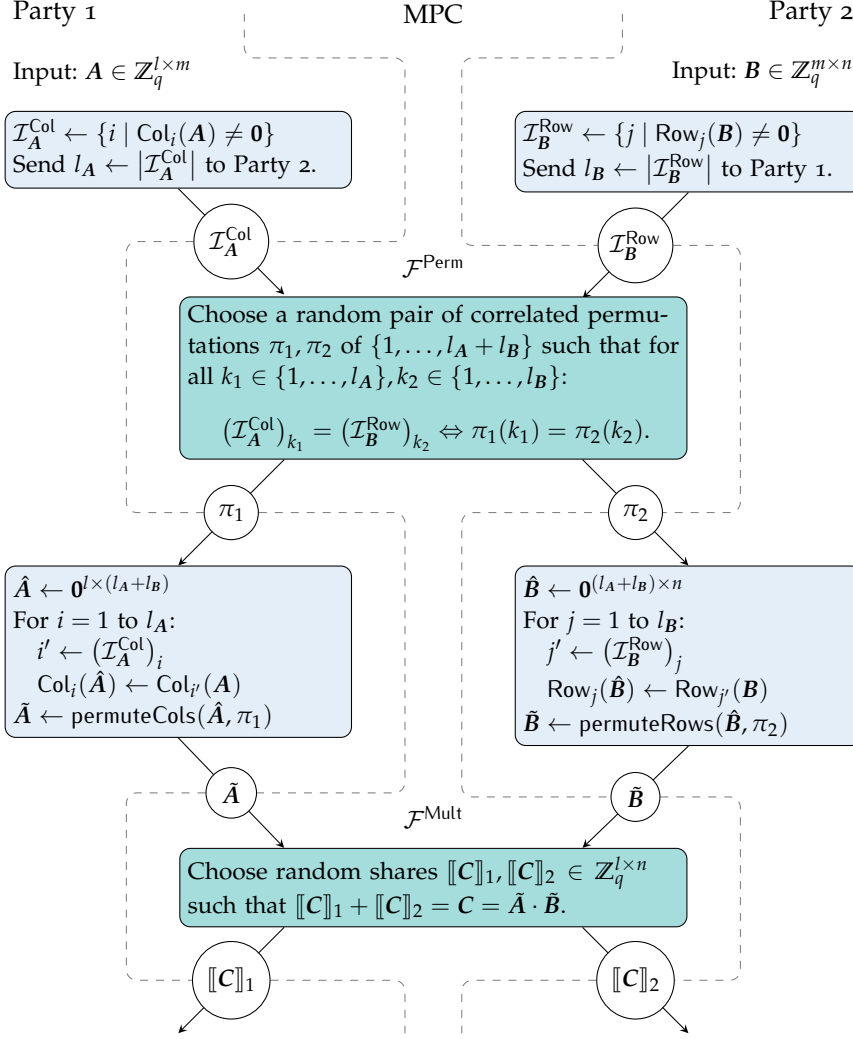 Party 1 MPC Party 2
Input: A ∈ ℤ_q^{l×m} Input: B ∈ ℤ_q^{m×n}
𝓘_A^{Col} ← {i | Col_i(A) ≠ 0}
Send l_A ← |𝓘_A^{Col}| to Party 2.
𝓘_B^{Row} ← {j | Row_j(B) ≠ 0}
Send l_B ← |𝓘_B^{Row}| to Party 1.
𝓘_A^{Col} 𝓘_B^{Row}
𝓕^{Perm}
Choose a random pair of correlated permu-
tations π_1, π_2 of {1, . . . , l_A + l_B} such that for
all k_1 ∈ {1, . . . , l_A}, k_2 ∈ {1, . . . , l_B}:
(𝓘_A^{Col})_{k_1} = (𝓘_B^{Row})_{k_2} ⇔ π_1(k_1) = π_2(k_2).
π_1 π_2
Â ← 0^{l×(l_A+l_B)}
For i = 1 to l_A:
i′ ← (𝓘_A^{Col})_i
Col_i(Â) ← Col_{i′}(A)
Ã ← permuteCols(Â, π_1)
B̂ ← 0^{(l_A+l_B)×n}
For j = 1 to l_B:
j′ ← (𝓘_B^{Row})_j
Row_j(B̂) ← Row_{j′}(B)
B̃ ← permuteRows(B̂, π_2)
Ã B̃
𝓕^{Mult}
Choose random shares ⟦C⟧_1, ⟦C⟧_2 ∈ ℤ_q^{l×n}
such that ⟦C⟧_1 + ⟦C⟧_2 = C = Ã · B̃.
⟦C⟧_1 ⟦C⟧_2